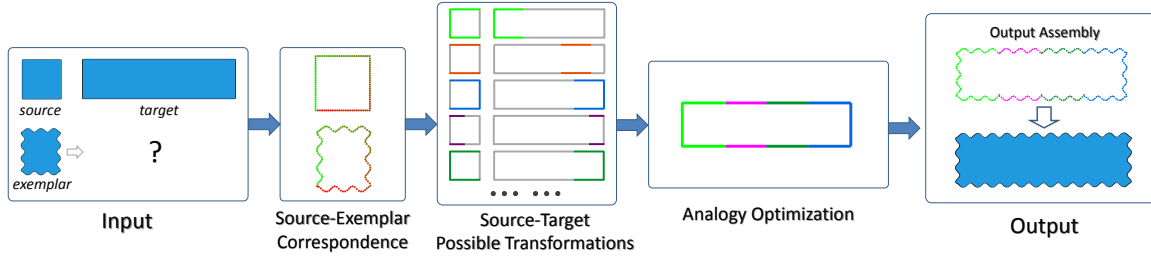 source
target
exemplar
?
Input
Source-Exemplar
Correspondence
Source-Target
Possible Transformations
Analogy Optimization
Output Assembly
Output